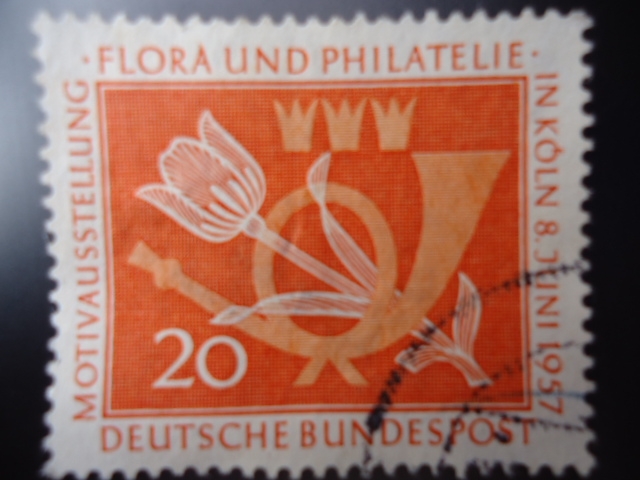 · FLORA UND PHILATELIE ·
MOTIVAUSSTELLUNG
IN KÖLN 8. JUNI 1957
20
DEUTSCHE BUNDESPOST